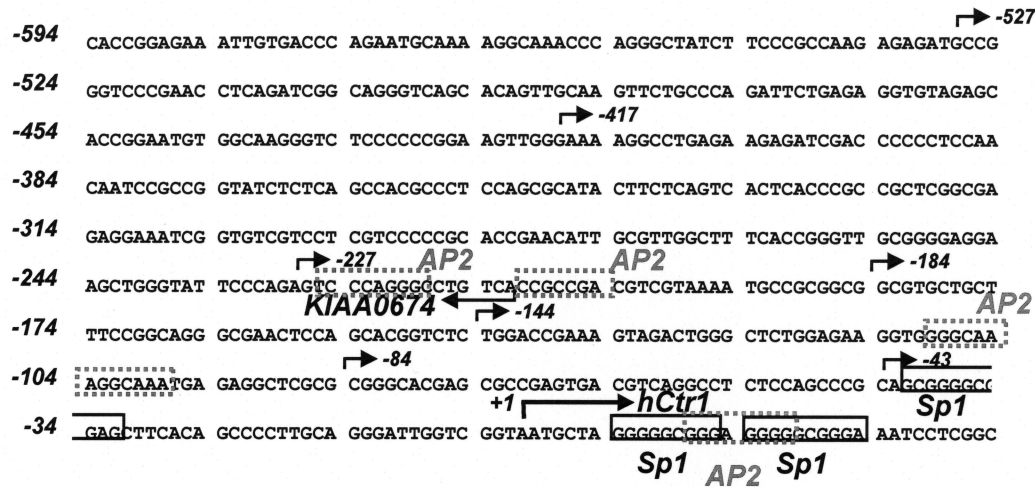 -527
-594 CACCGGAGAA ATTGTGACCC AGAATGCAAA AGGCAAACCC AGGGCTATCT TCCCGCCAAG AGAGATGCCG
-524 GGTCCCGAAC CTCAGATCGG CAGGGTCAGC ACAGTTGCAA GTTCTGCCCA GATTCTGAGA GGTGTAGAGC
-417
-454 ACCGGAATGT GGCAAGGGTC TCCCCCCGGA AGTTGGGAAA AGGCCTGAGA AGAGATCGAC CCCCCTCCAA
-384 CAATCCGCCG GTATCTCTCA GCCACGCCCT CCAGCGCATA CTTCTCAGTC ACTCACCCGC CGCTCGGCGA
-314 GAGGAAATCG GTGTCGTCCT CGTCCCCCGC ACCGAACATT GCGTTGGCTT TCACCGGGTT GCGGGGAGGA
-227 AP2 AP2 -184
-244 AGCTGGGTAT TCCCAGAGTC CCAGGGGCTG TCACCGCCGA CGTCGTAAAA TGCCGCGGCG GCGTGCTGCT
KIAA0674 -144 AP2
-174 TTCCGGCAGG GCGAACTCCA GCACGGTCTC TGGACCGAAA GTAGACTGGG CTCTGGAGAA GGTGGGGCAA
-84 -43
-104 AGGCAAATGA GAGGCTCGCG CGGGCACGAG CGCCGAGTGA CGTCAGGCCT CTCCAGCCCG CAGCGGGGCG
+1 hCtr1 Sp1
-34 GAGCTTCACA GCCCCTTGCA GGGATTGGTC GGTAATGCTA GGGGGCGGGA GGGGGCGGGA AATCCTCGGC
Sp1 AP2 Sp1